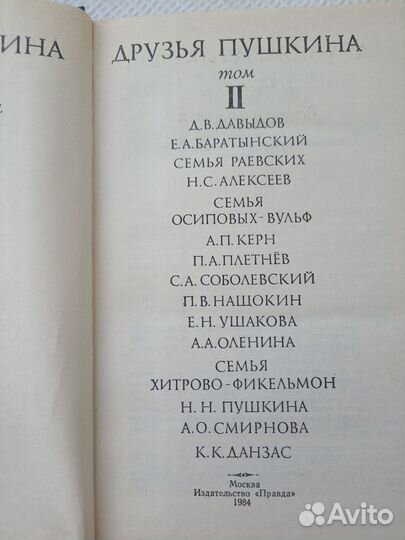 КИНА
ДРУЗЬЯ ПУШКИНА
том
II
Д.В.ДАВЫДОВ
Е.А.БАРАТЫНСКИЙ
СЕМЬЯ РАЕВСКИХ
Н.С.АЛЕКСЕЕВ
СЕМЬЯ
ОСИПОВЫХ-ВУЛЬФ
А.П.КЕРН
П.А.ПЛЕТНЁВ
С.А.СОБОЛЕВСКИЙ
П.В.НАЩОКИН
Е.Н.УШАКОВА
А.А.ОЛЕНИНА
СЕМЬЯ
ХИТРОВО-ФИКЕЛЬМОН
Н.Н.ПУШКИНА
А.О.СМИРНОВА
К.К.ДАНЗАС
Москва
Издательство «Правда»
1984
Avito